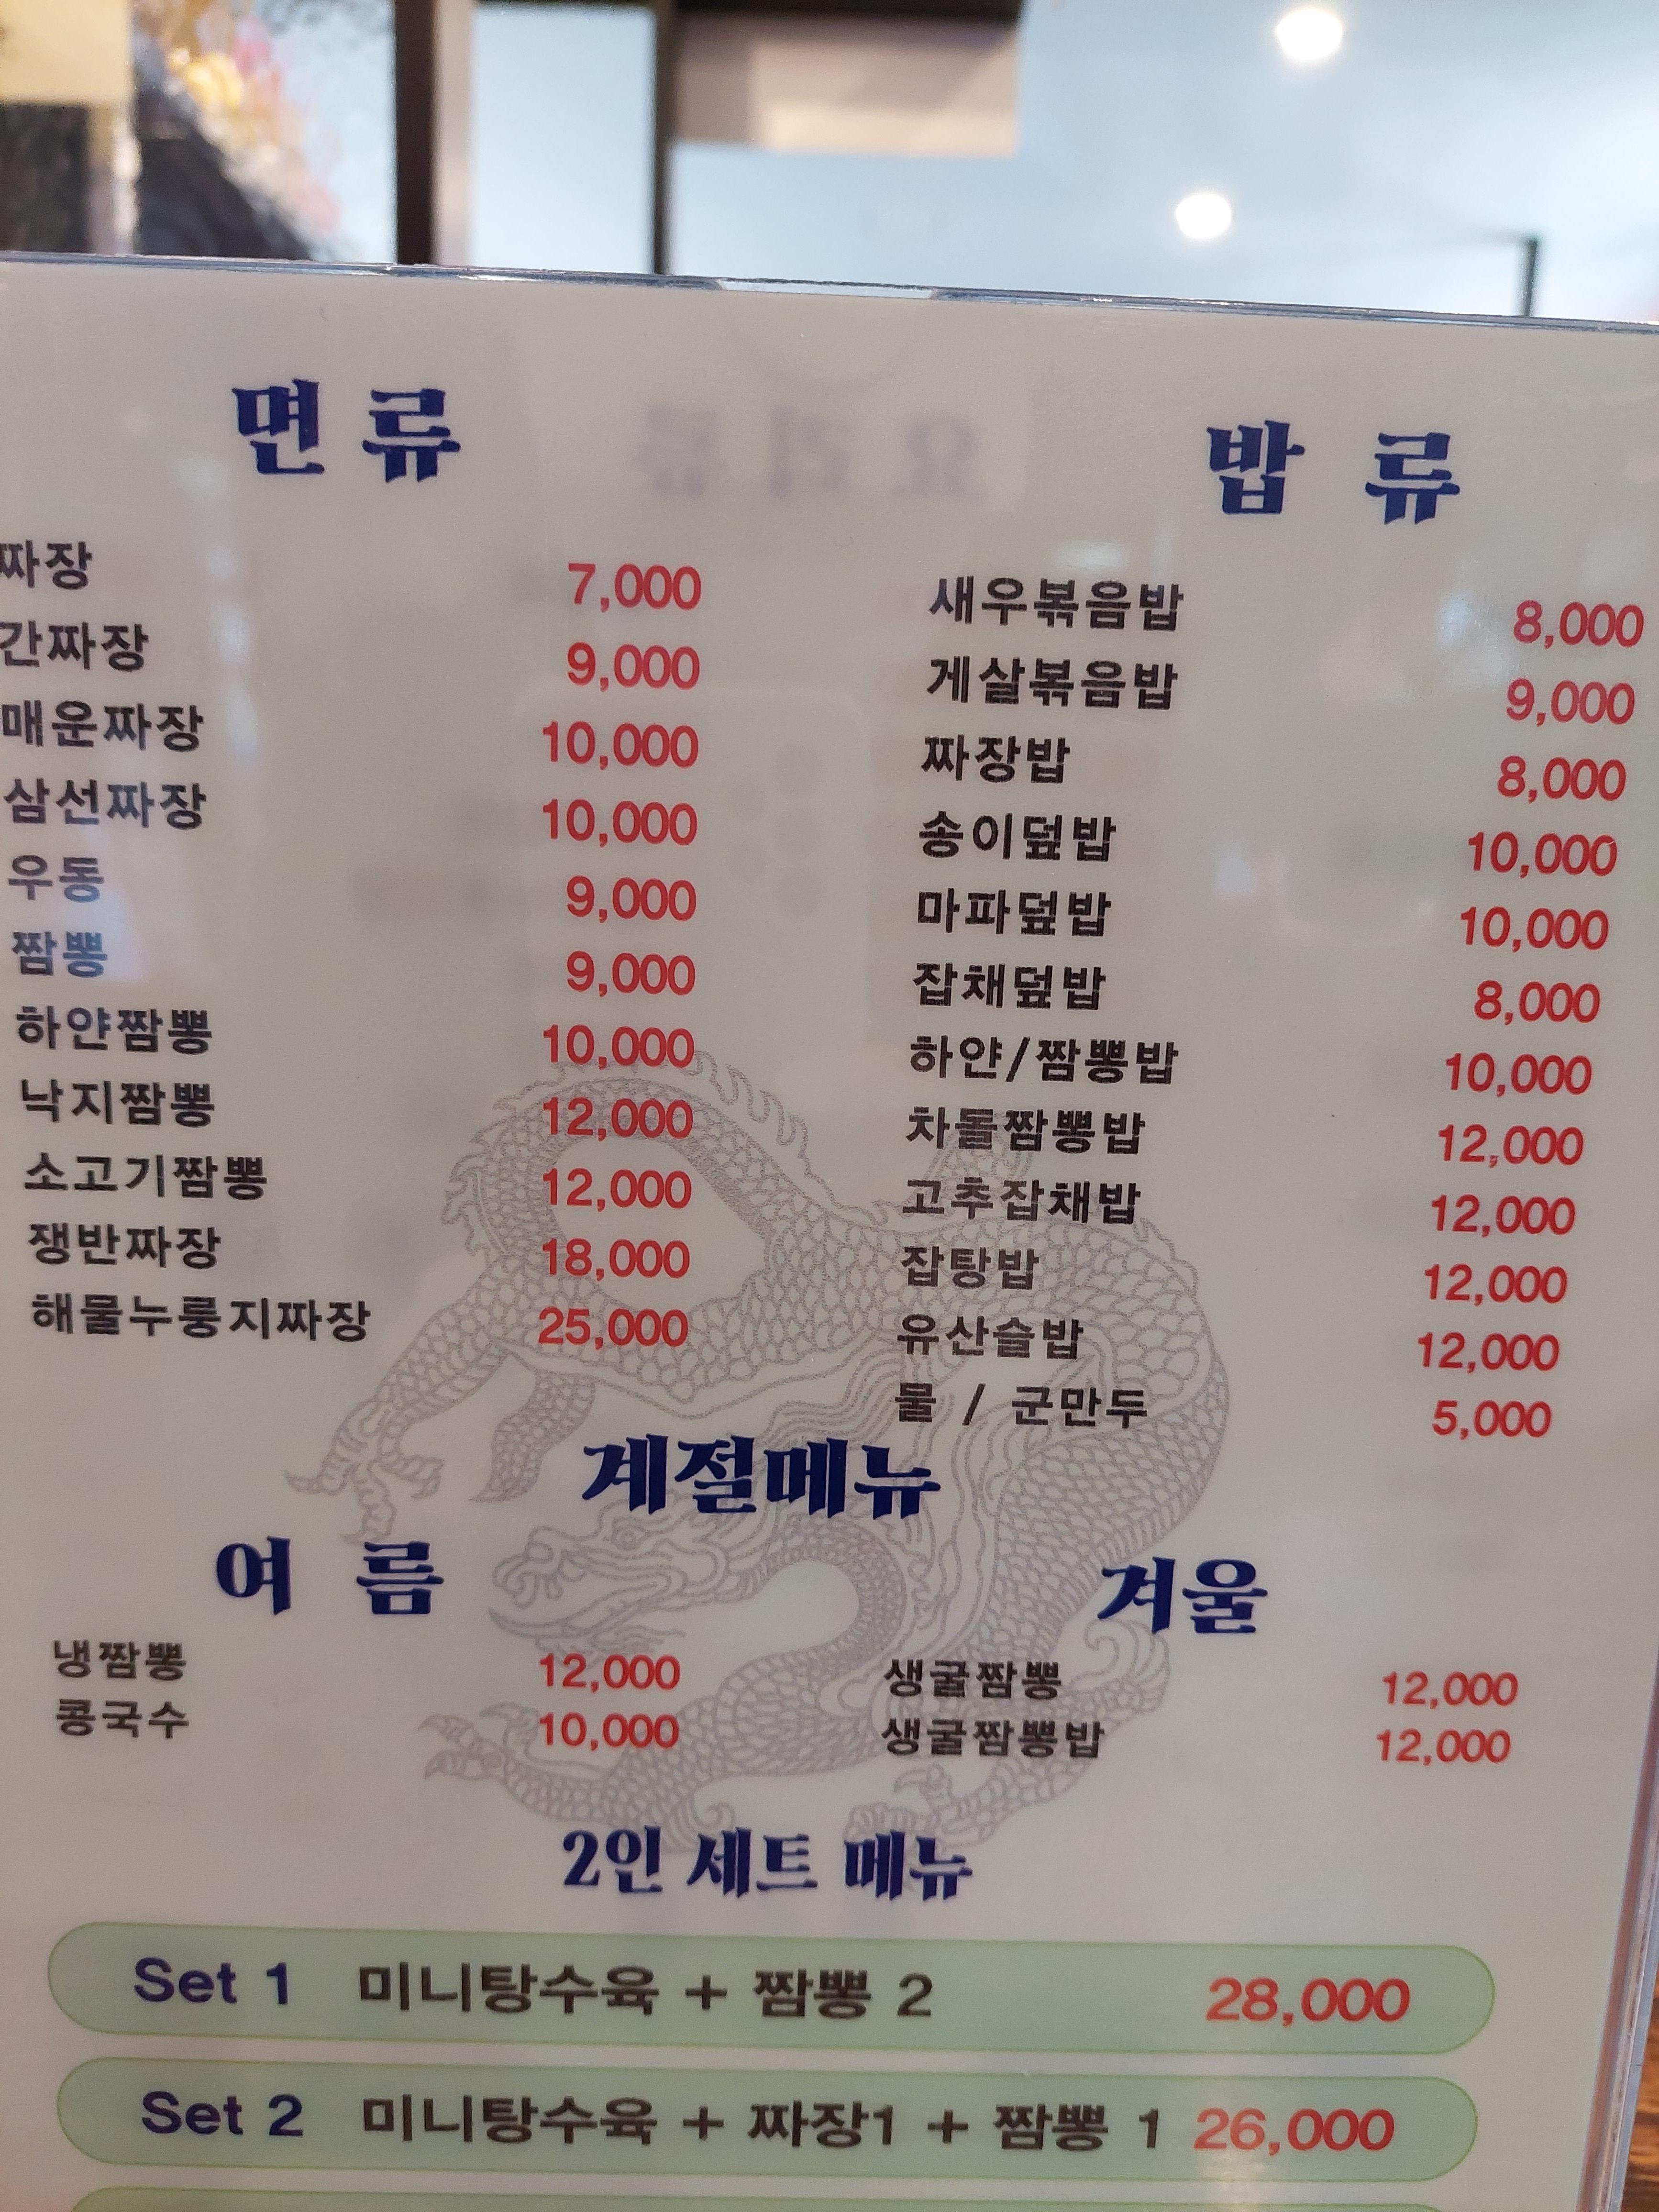 면류
짜장 7,000
간짜장 9,000
매운짜장 10,000
삼선짜장 10,000
우동 9,000
짬뽕 9,000
하얀짬뽕 10,000
낙지짬뽕 12,000
소고기짬뽕 12,000
쟁반짜장 18,000
해물누룽지짜장 25,000
밥류
새우볶음밥 8,000
게살볶음밥 9,000
짜장밥 8,000
송이덮밥 10,000
마파덮밥 10,000
잡채덮밥 8,000
하얀/짬뽕밥 10,000
차돌짬뽕밥 12,000
고추잡채밥 12,000
잡탕밥 12,000
유산슬밥 12,000
물 / 군만두 5,000
계절메뉴
여름
냉짬뽕 12,000
콩국수 10,000
겨울
생굴짬뽕 12,000
생굴짬뽕밥 12,000
2인 세트 메뉴
Set 1 미니탕수육 + 짬뽕 2 28,000
Set 2 미니탕수육 + 짜장1 + 짬뽕 1 26,000